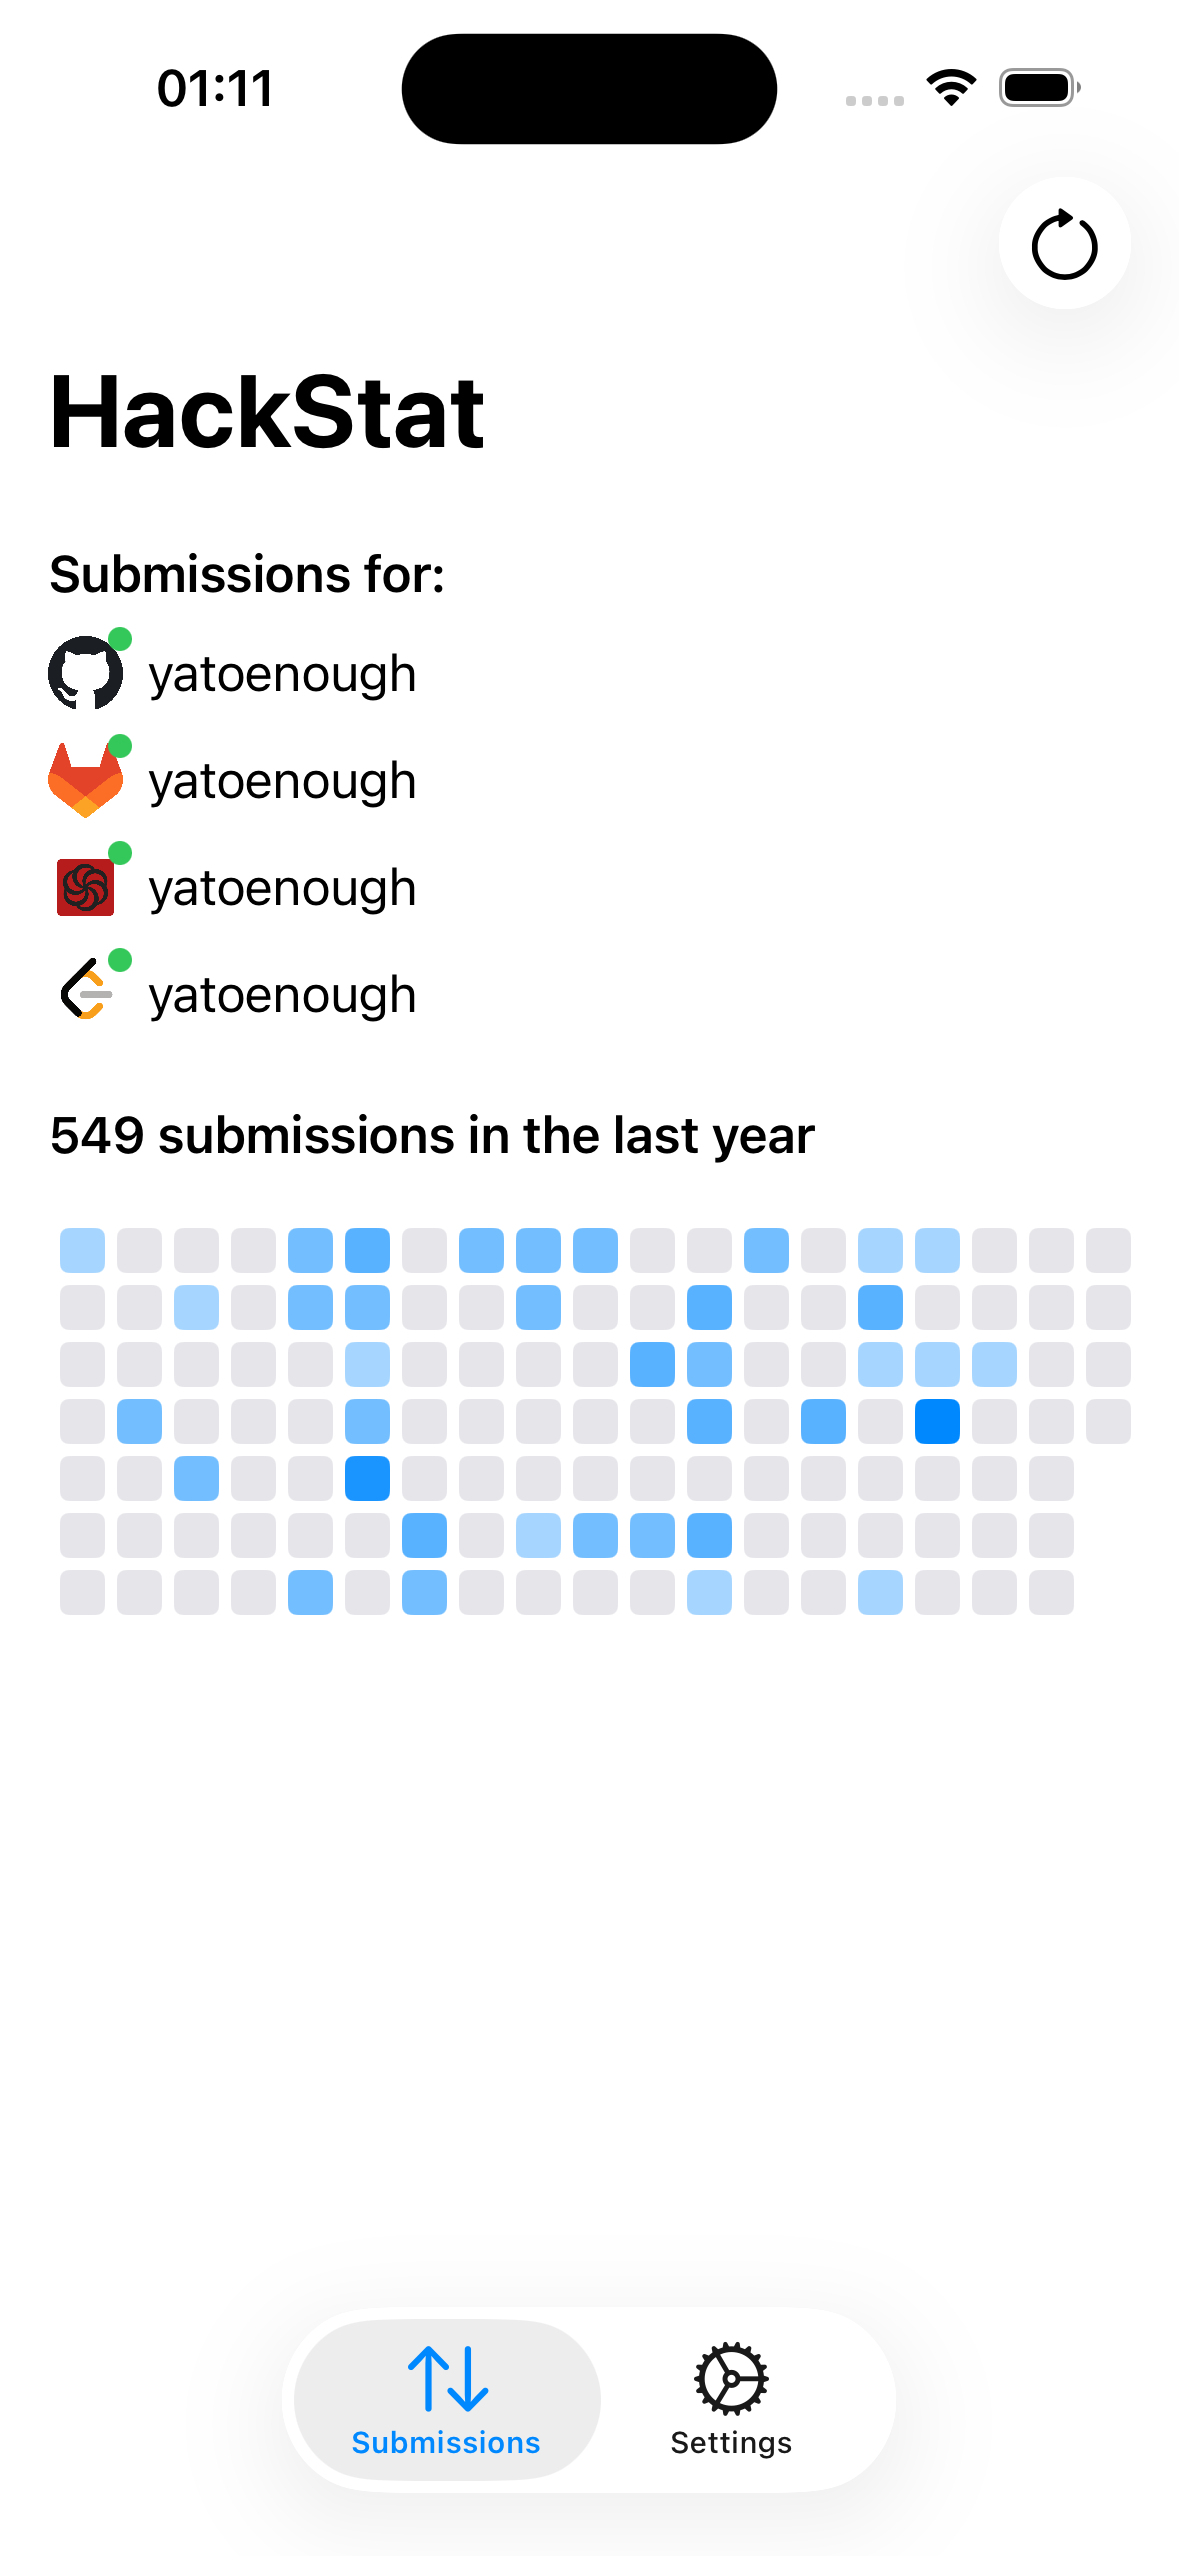 01:11
HackStat
Submissions for:
yatoenough
yatoenough
yatoenough
yatoenough
549 submissions in the last year
Submissions
Settings